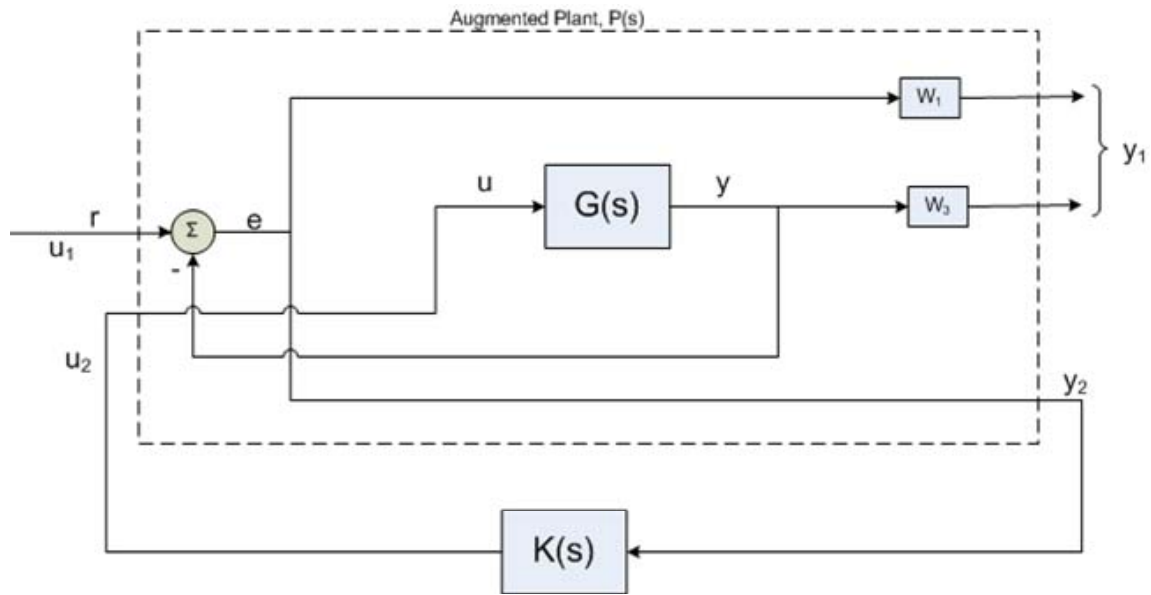 Augmented Plant, P(s)
W₁
y₁
u
G(s)
y
W₃
r
Σ
e
u₁
-
u₂
y₂
K(s)